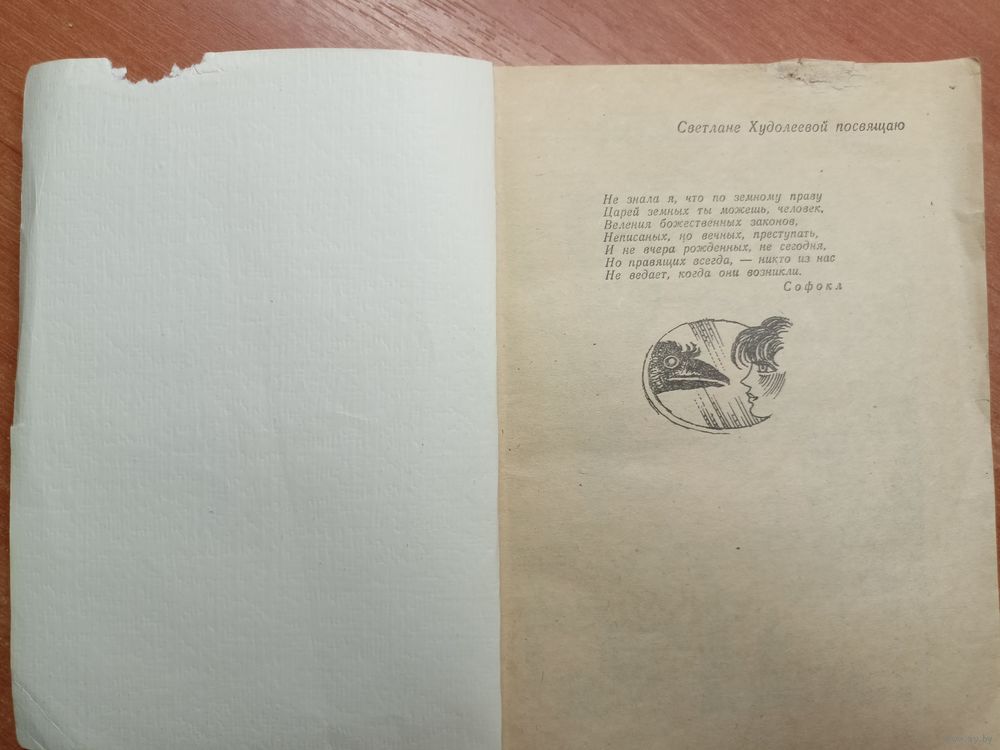 Светлане Худолеевой посвящаю
Не знала я, что по земному праву
Царей земных ты можешь, человек,
Веления божественных законов,
Неписаных, но вечных, преступать,
И не вчера рожденных, не сегодня,
Но правящих всегда, — никто из нас
Не ведает, когда они возникли.
Софокл